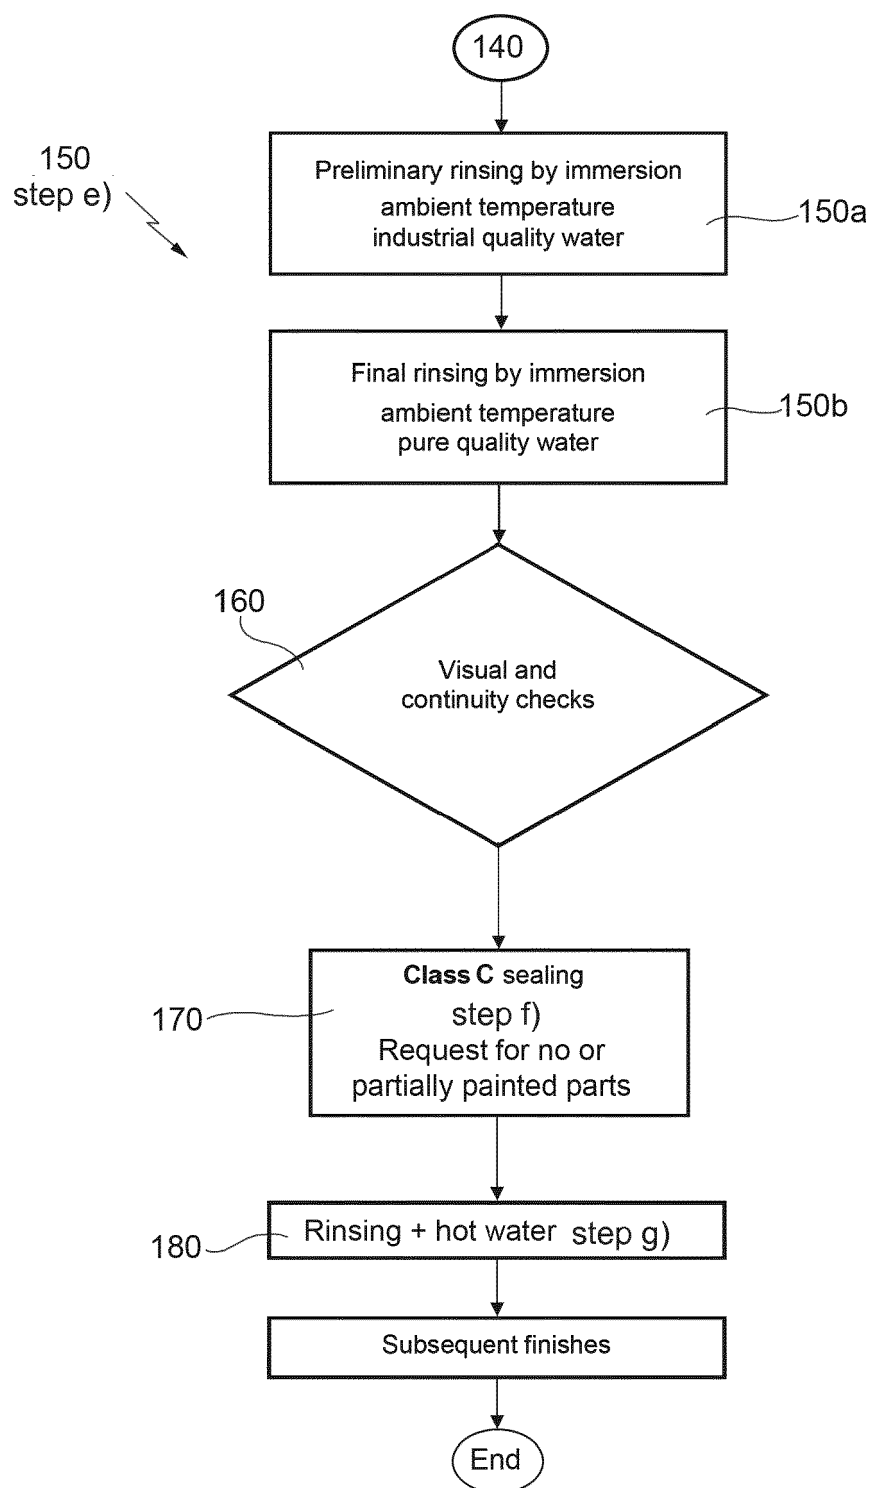 140
150
step e)
Preliminary rinsing by immersion
ambient temperature
industrial quality water
150a
Final rinsing by immersion
ambient temperature
pure quality water
150b
160
Visual and
continuity checks
Class C sealing
step f)
Request for no or
partially painted parts
170
Rinsing + hot water step g)
180
Subsequent finishes
End